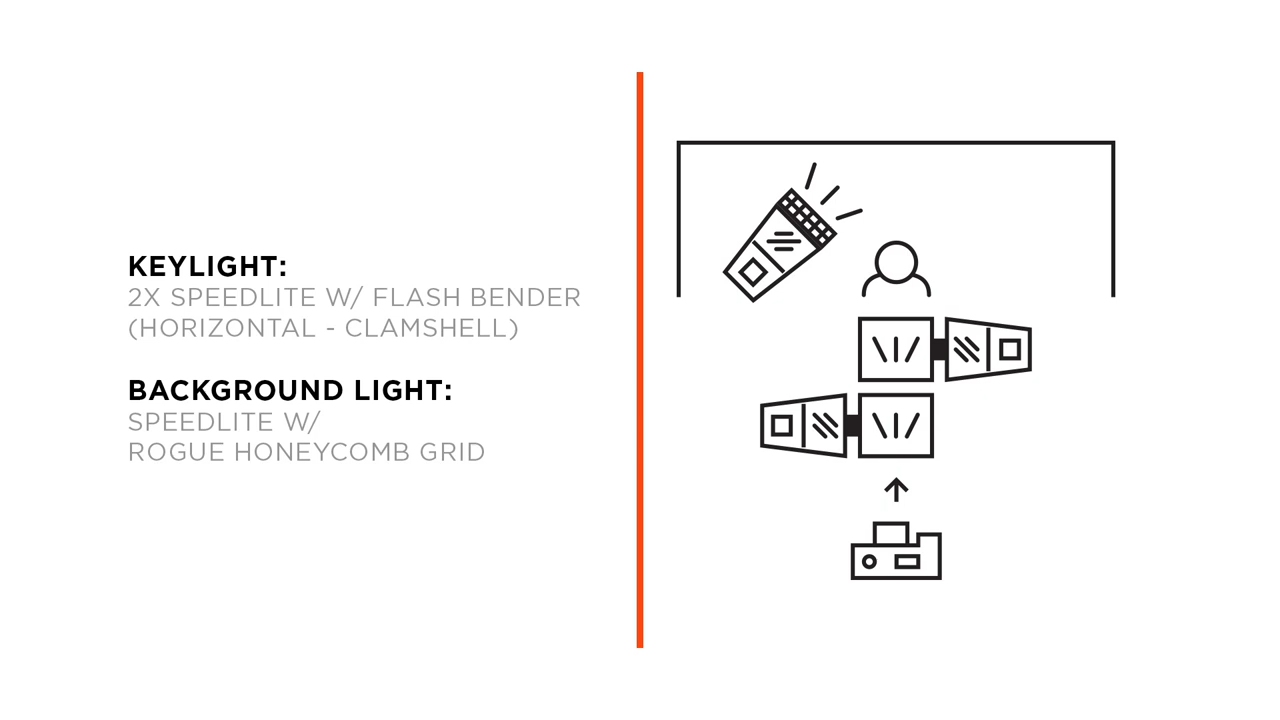 KEYLIGHT:
2X SPEEDLITE W/ FLASH BENDER
(HORIZONTAL - CLAMSHELL)
BACKGROUND LIGHT:
SPEEDLITE W/
ROGUE HONEYCOMB GRID